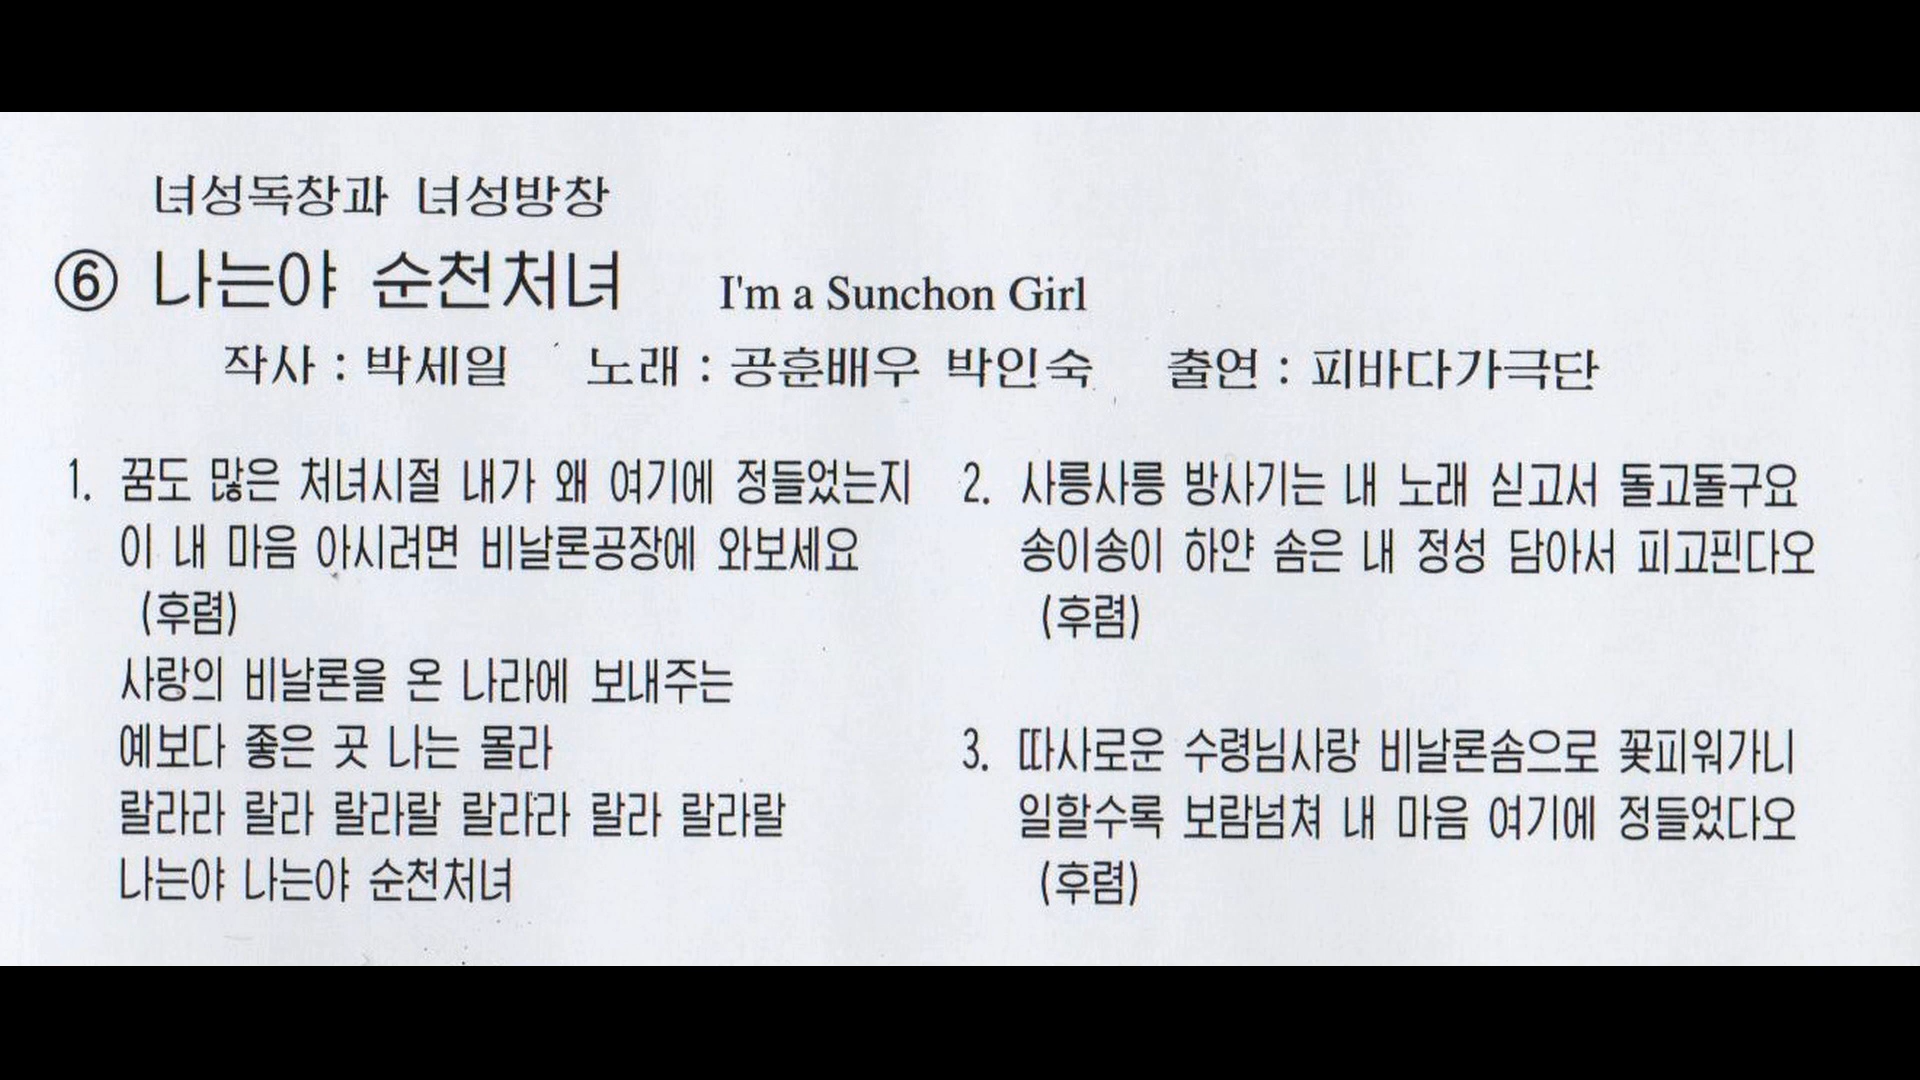 녀성독창과 녀성방창
⑥ 나는야 순천처녀 I'm a Sunchon Girl
작사 : 박세일 노래 : 공훈배우 박인숙 출연 : 피바다가극단
1. 꿈도 많은 처녀시절 내가 왜 여기에 정들었는지
이 내 마음 아시려면 비날론공장에 와보세요
(후렴)
사랑의 비날론을 온 나라에 보내주는
예보다 좋은 곳 나는 몰라
랄라라 랄라 랄라랄 랄라라 랄라 랄라랄
나는야 나는야 순천처녀
2. 사릉사릉 방사기는 내 노래 싣고서 돌고돌구요
송이송이 하얀 솜은 내 정성 담아서 피고핀다오
(후렴)
3. 따사로운 수령님사랑 비날론솜으로 꽃피워가니
일할수록 보람넘쳐 내 마음 여기에 정들었다오
(후렴)